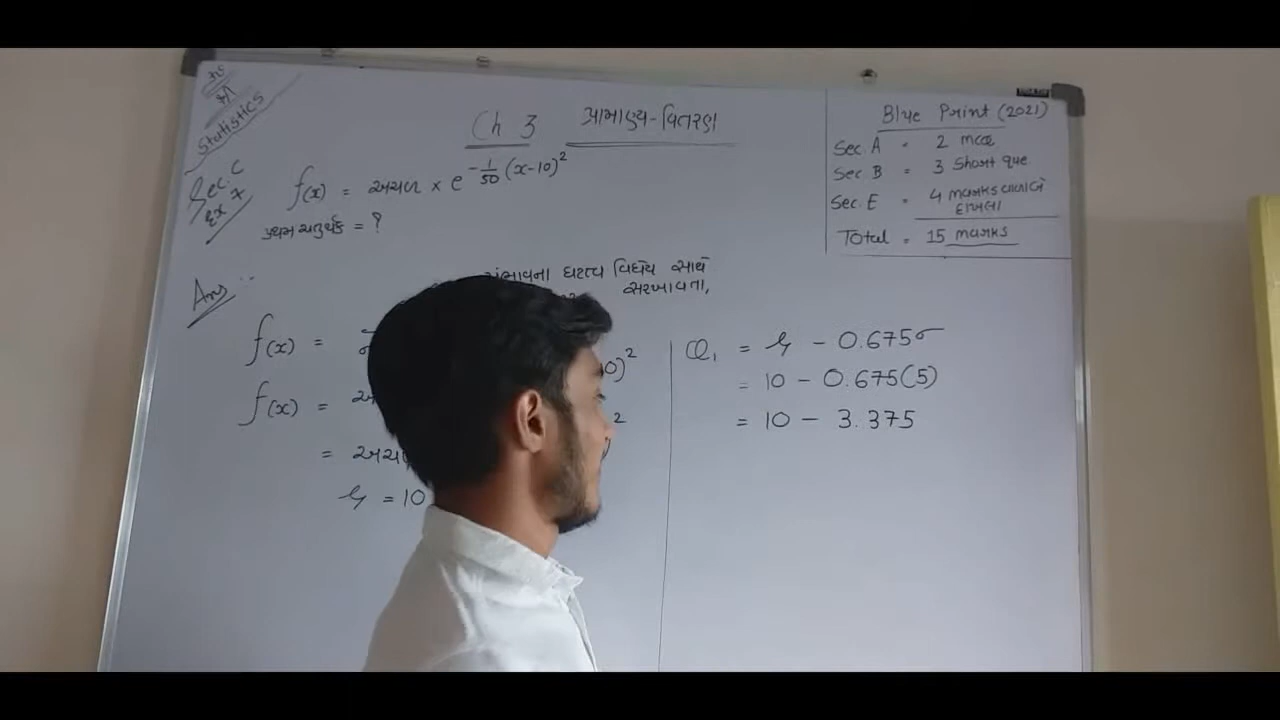 શ્રી
Statistics
Ch 3 પ્રામાણ્ય-વિતરણ
Sec. C
Ex 7
f(x) = અચળ × e^{-1/50 (x-10)²}
પ્રથમ ચતુર્થક = ?
Blue Print (2021)
Sec. A = 2 MCQ
Sec B = 3 Short que
Sec. E = 4 marks વાળા બે
દાખલા
Total = 15 marks
Ans :-
ઘટત્વ વિધેય સાથે
સરખાવતા,
f(x) =
f(x) =
=
μ = 10
Q₁ = μ - 0.675σ
= 10 - 0.675(5)
= 10 - 3.375